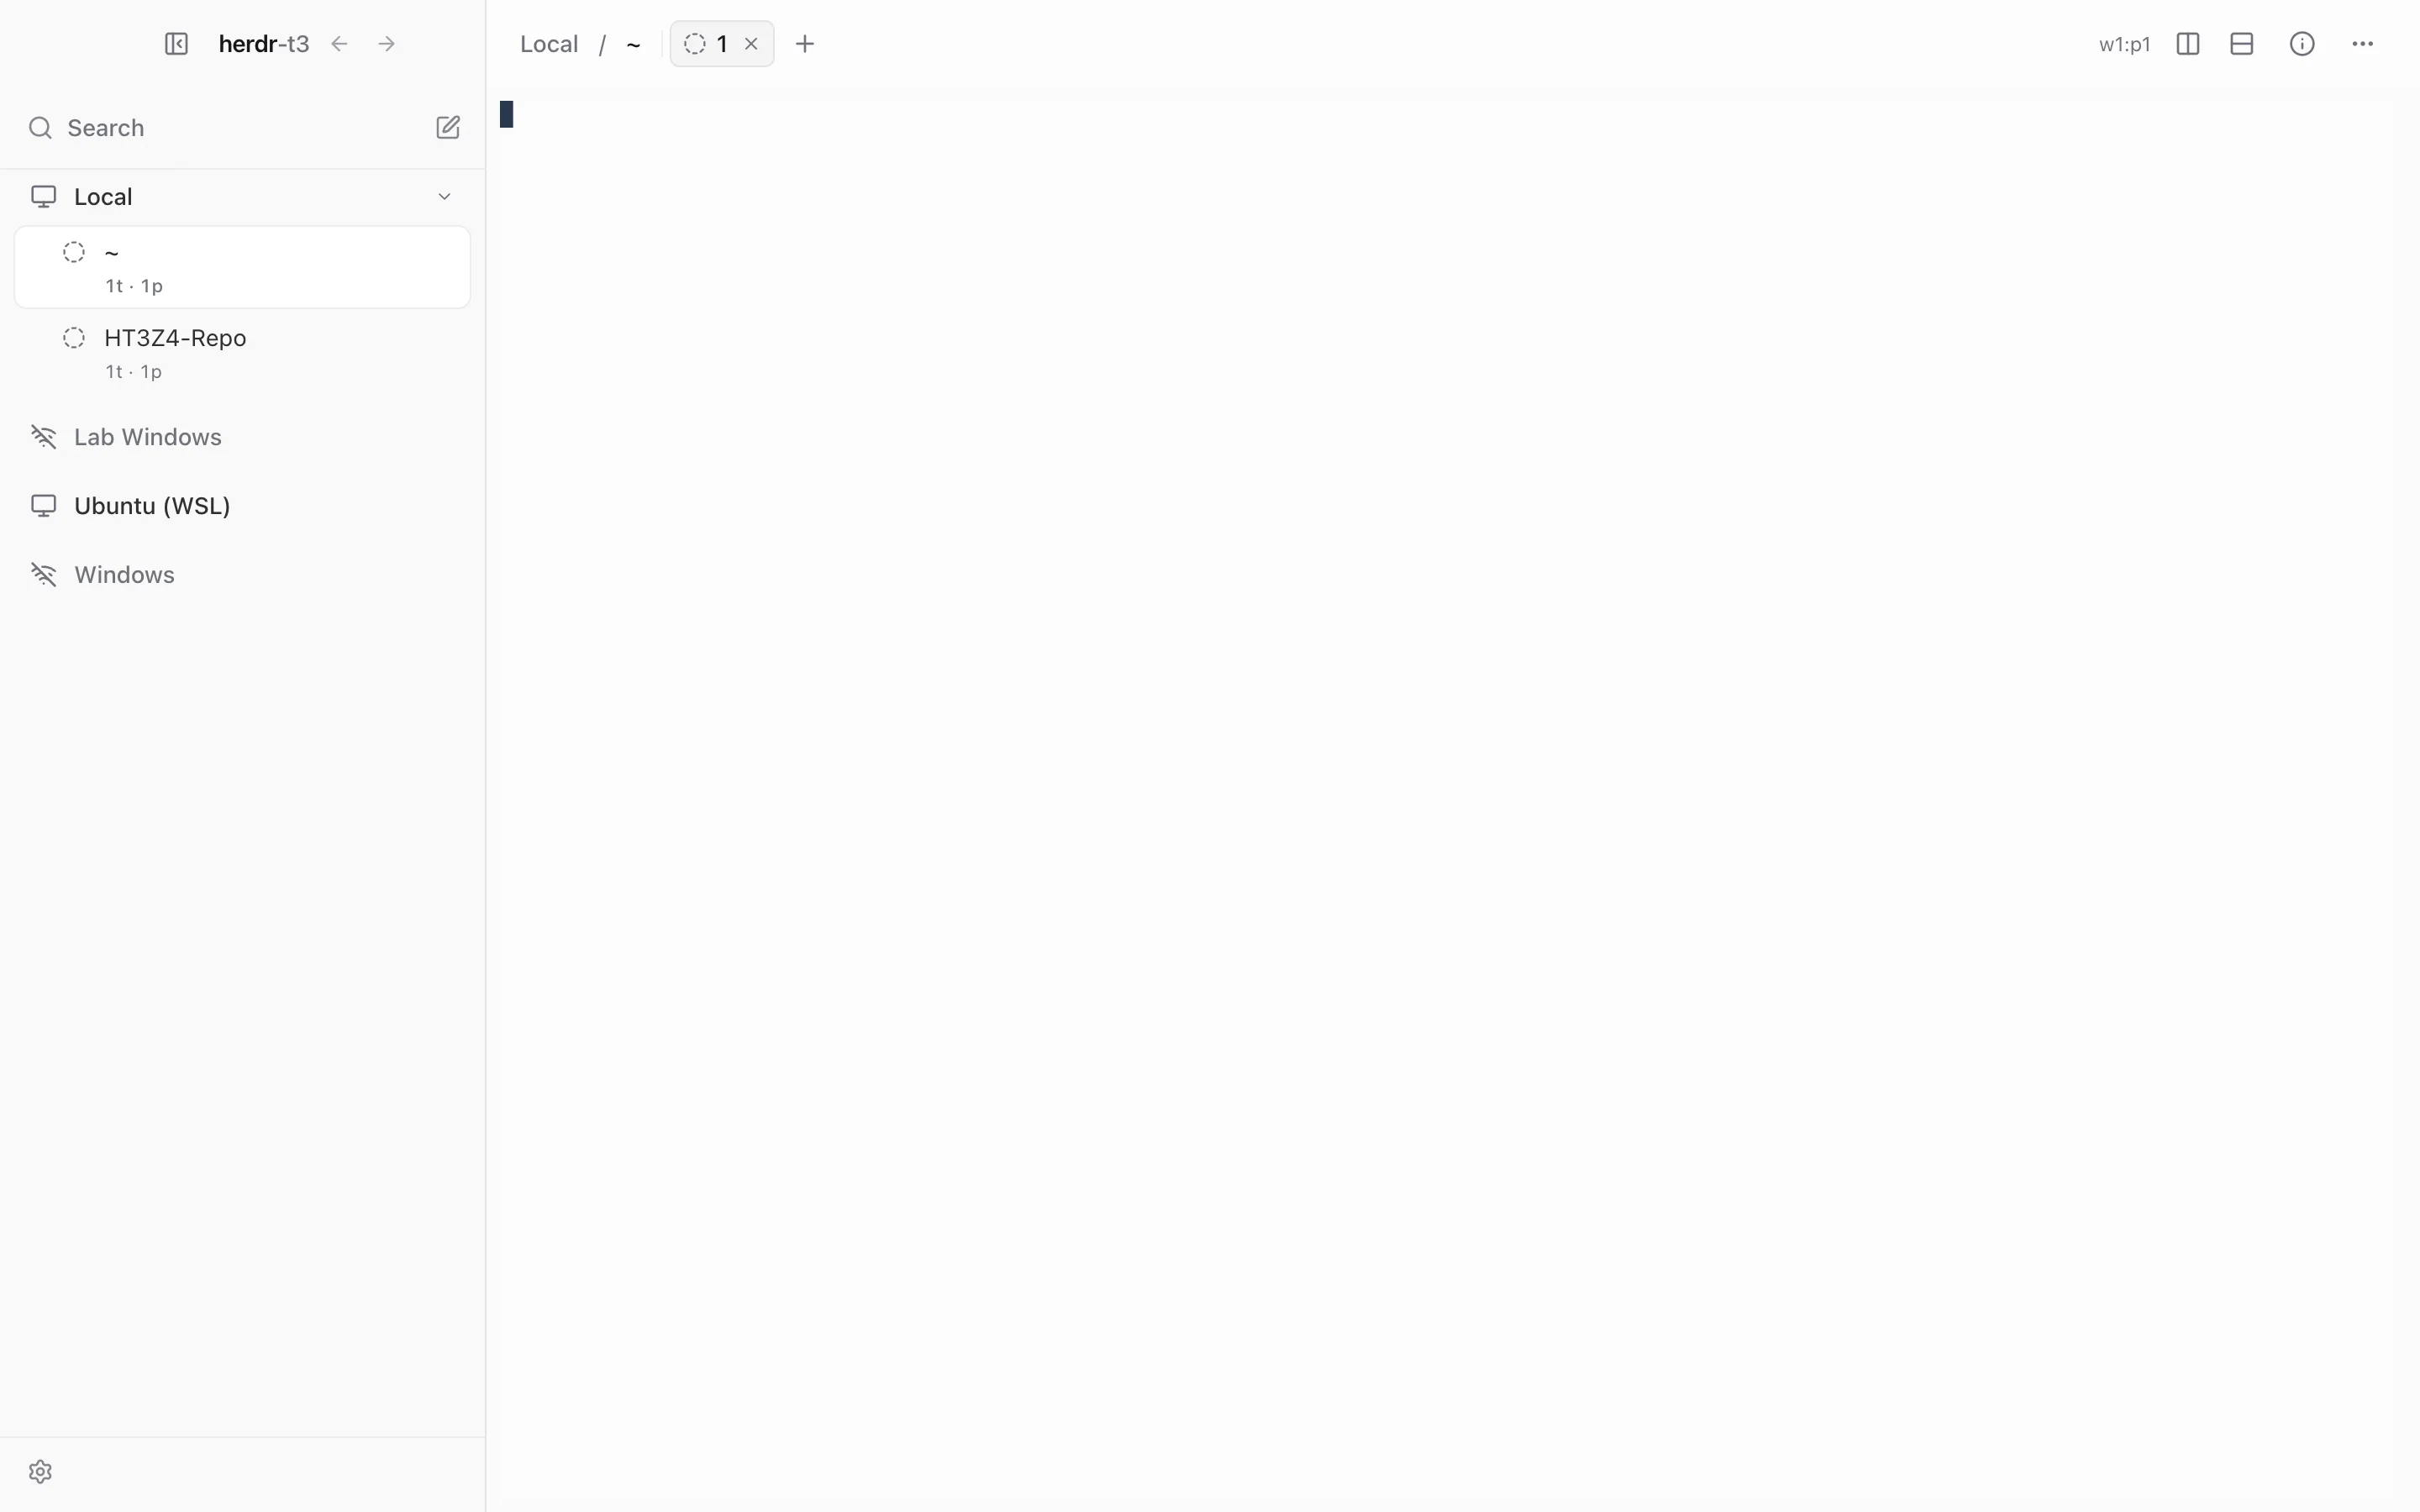 herdr-t3
Search
Local
~
1t · 1p
HT3Z4-Repo
1t · 1p
Lab Windows
Ubuntu (WSL)
Windows
Local / ~ 1
w1:p1